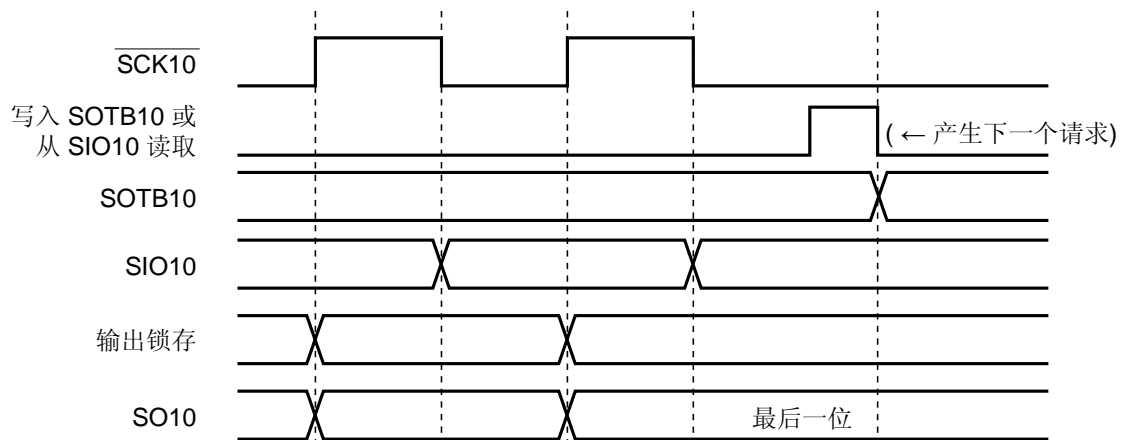 SCK10
写入 SOTB10 或
从 SIO10 读取
( ← 产生下一个请求)
SOTB10
SIO10
输出锁存
SO10
最后一位